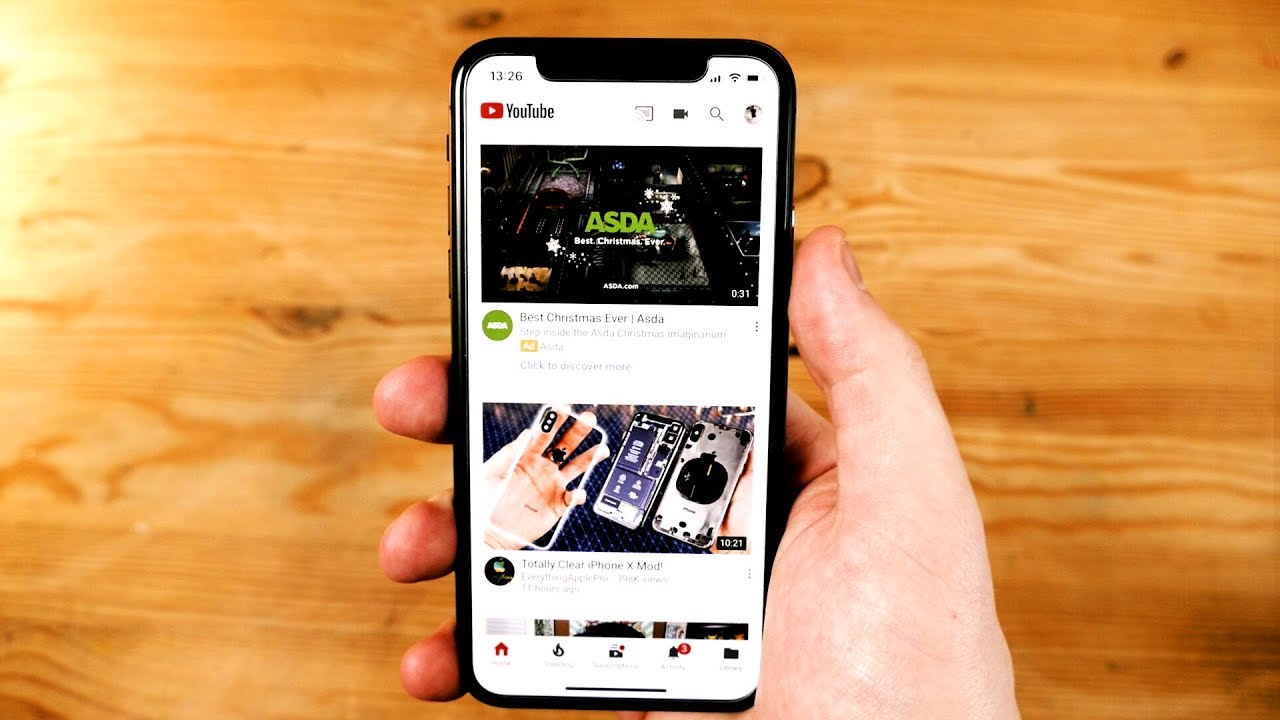 13:26
YouTube
ASDA
Best. Christmas. Ever.
ASDA.com
0:31
ASDA
Best Christmas Ever | Asda
Step inside the Asda Christmas Imaginarium
Ad Asda
Click to discover more
iPhone
iPhone
10:21
Totally Clear iPhone X Mod!
EverythingApplePro · 398K views
11 hours ago
3
Home
Trending
Subscriptions
Activity
Library